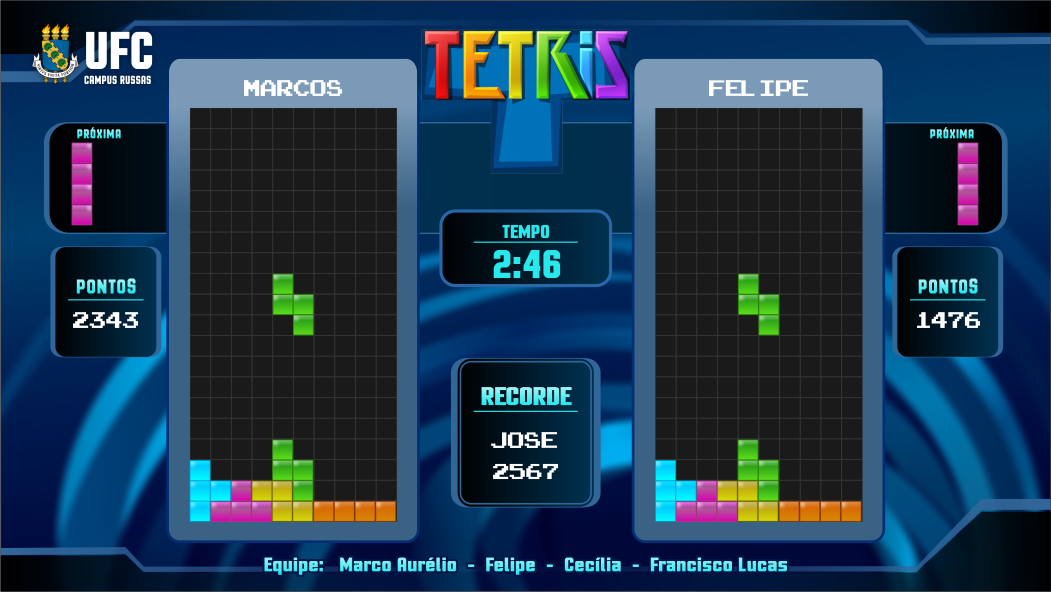 UFC
CAMPUS RUSSAS
TETRiS
MARCOS
FELIPE
PRÓXIMA
PRÓXIMA
TEMPO
2:46
PONTOS
2343
PONTOS
1476
RECORDE
JOSE
2567
Equipe: Marco Aurélio - Felipe - Cecília - Francisco Lucas